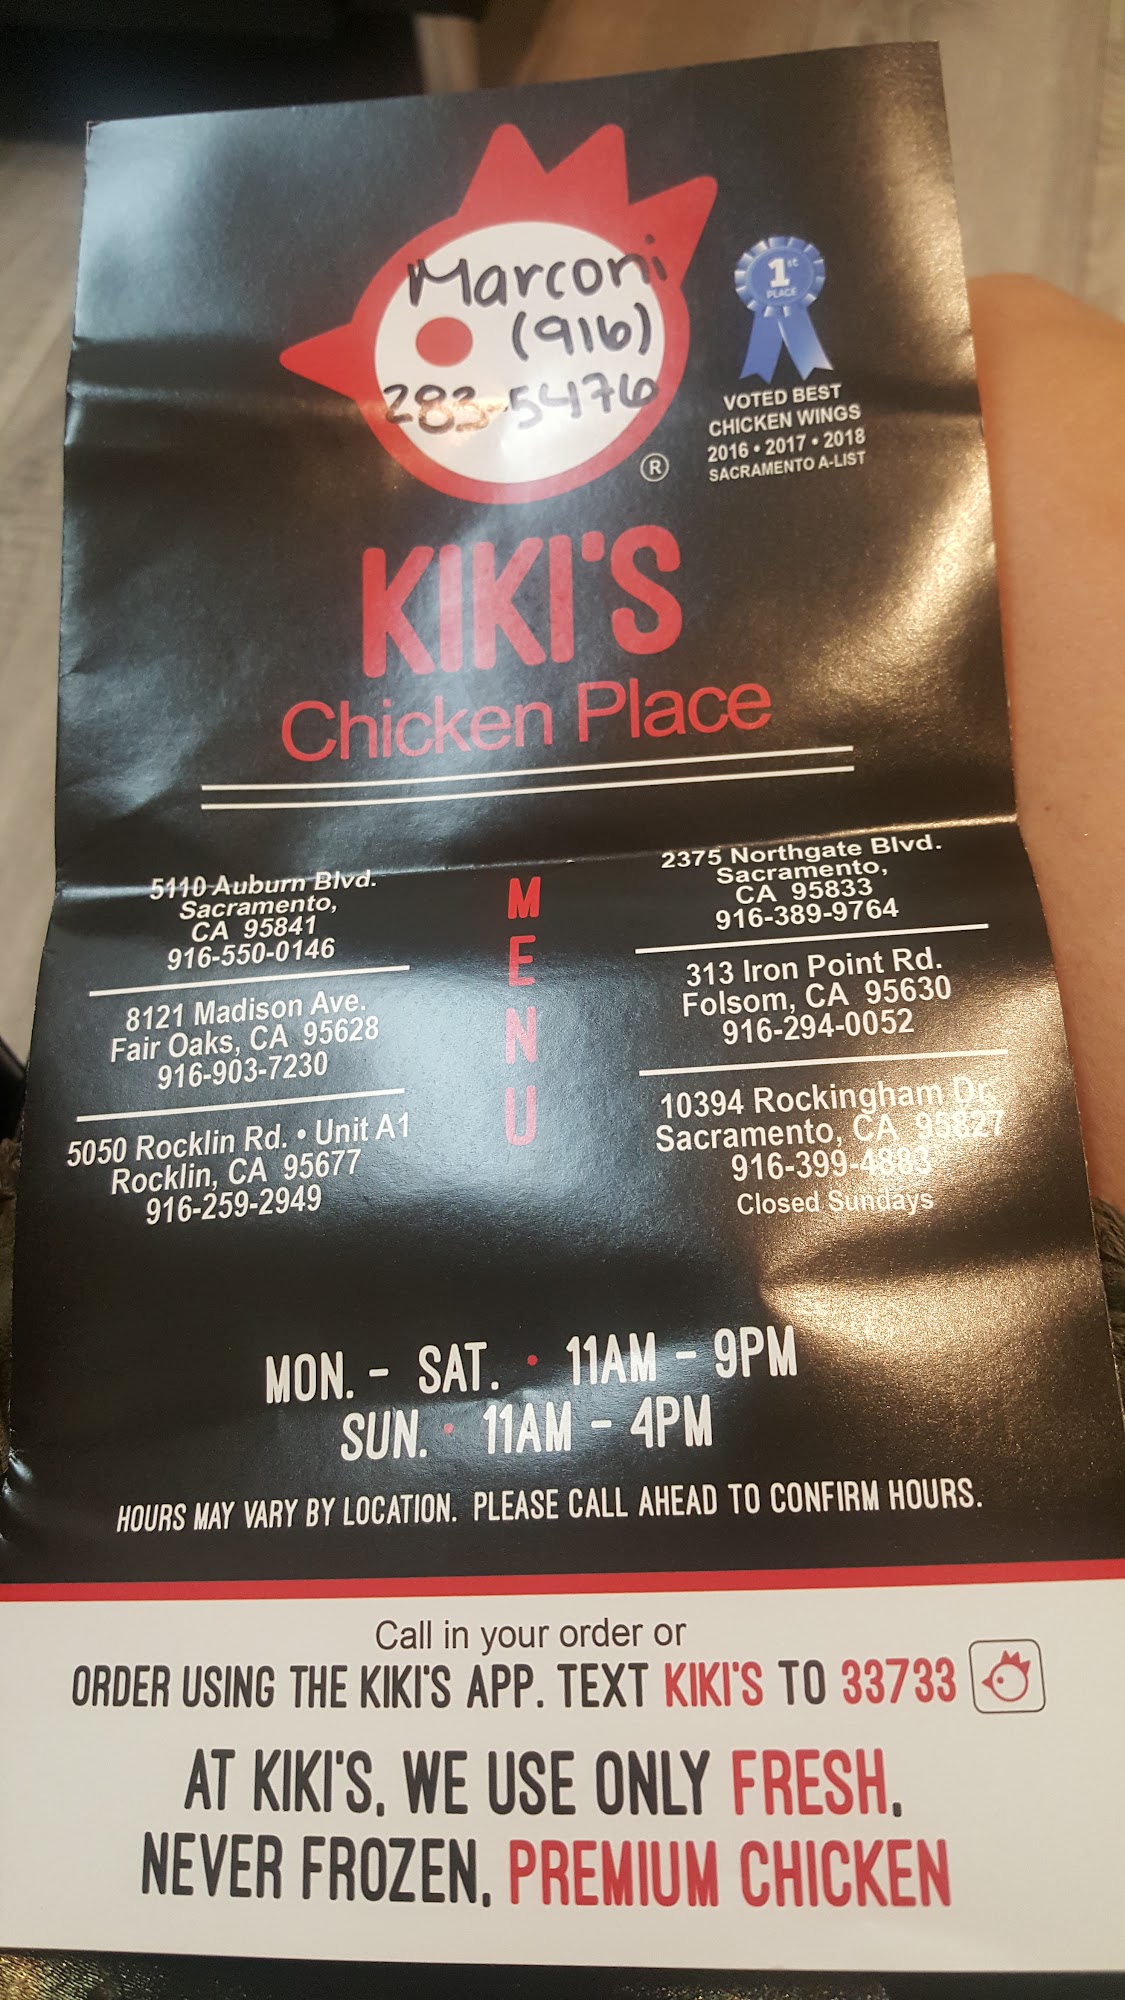 Marconi
(916)
283-5476
1st
PLACE
VOTED BEST
CHICKEN WINGS
2016 • 2017 • 2018
SACRAMENTO A-LIST
®
KIKI'S
Chicken Place
MENU
5110 Auburn Blvd.
Sacramento,
CA 95841
916-550-0146
8121 Madison Ave.
Fair Oaks, CA 95628
916-903-7230
5050 Rocklin Rd. • Unit A1
Rocklin, CA 95677
916-259-2949
2375 Northgate Blvd.
Sacramento,
CA 95833
916-389-9764
313 Iron Point Rd.
Folsom, CA 95630
916-294-0052
10394 Rockingham Dr.
Sacramento, CA 95827
916-399-4883
Closed Sundays
MON. - SAT. • 11AM - 9PM
SUN. • 11AM - 4PM
HOURS MAY VARY BY LOCATION. PLEASE CALL AHEAD TO CONFIRM HOURS.
Call in your order or
ORDER USING THE KIKI'S APP. TEXT KIKI'S TO 33733
AT KIKI'S, WE USE ONLY FRESH,
NEVER FROZEN, PREMIUM CHICKEN